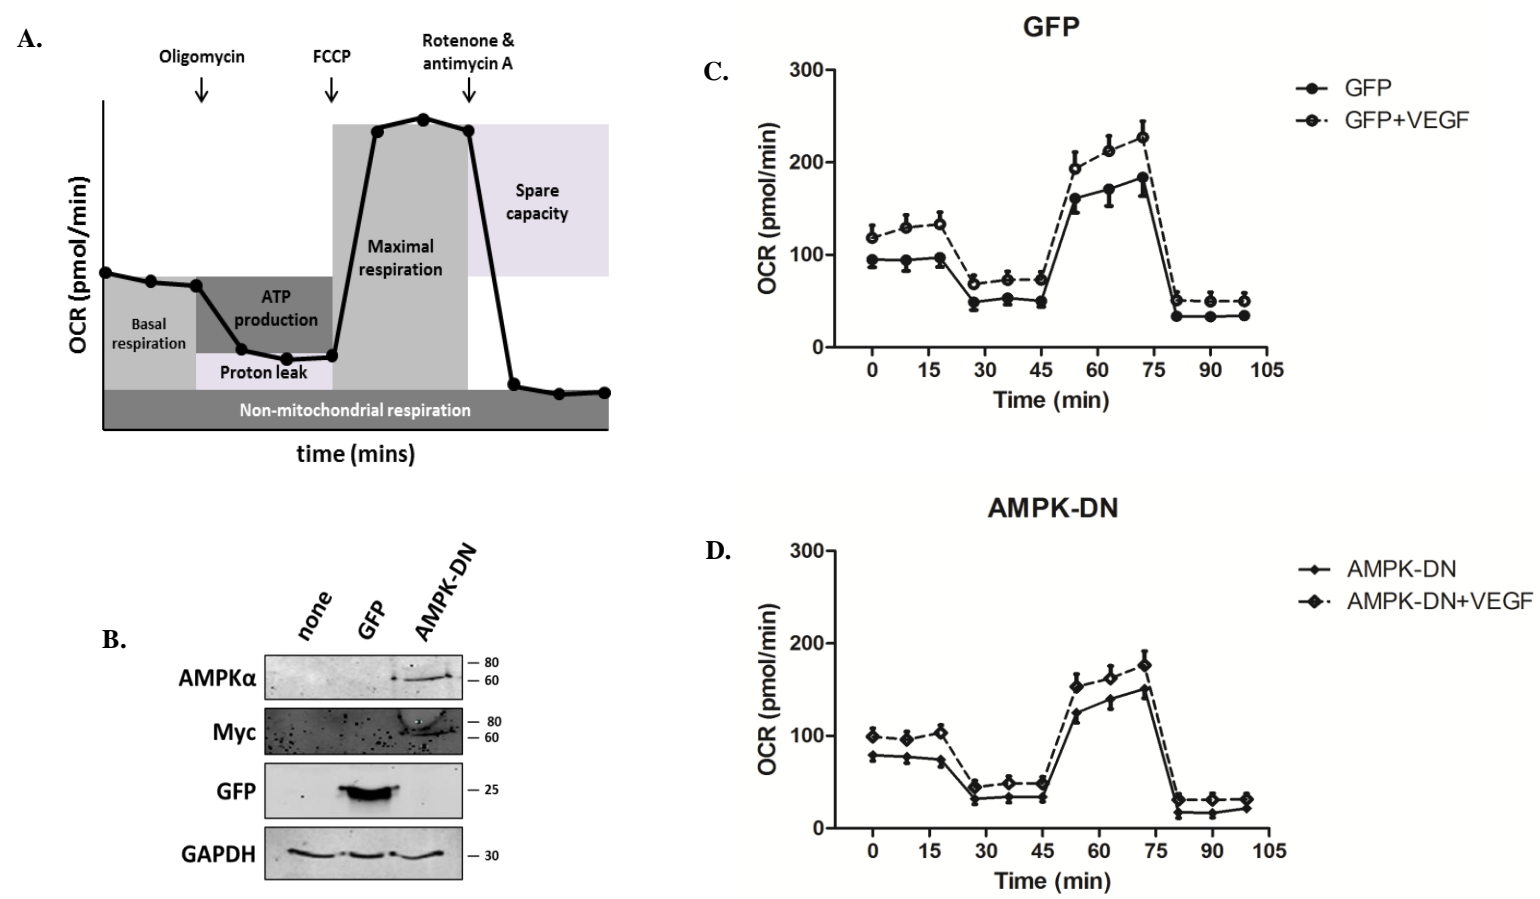 A.
Oligomycin
FCCP
Rotenone &
antimycin A
OCR (pmol/min)
Basal
respiration
ATP
production
Proton leak
Maximal
respiration
Spare
capacity
Non-mitochondrial respiration
time (mins)
B.
none
GFP
AMPK-DN
AMPKα
80
60
Myc
80
60
GFP
25
GAPDH
30
C.
GFP
300
200
100
0
OCR (pmol/min)
0 15 30 45 60 75 90 105
Time (min)
GFP
GFP+VEGF
D.
AMPK-DN
300
200
100
0
OCR (pmol/min)
0 15 30 45 60 75 90 105
Time (min)
AMPK-DN
AMPK-DN+VEGF